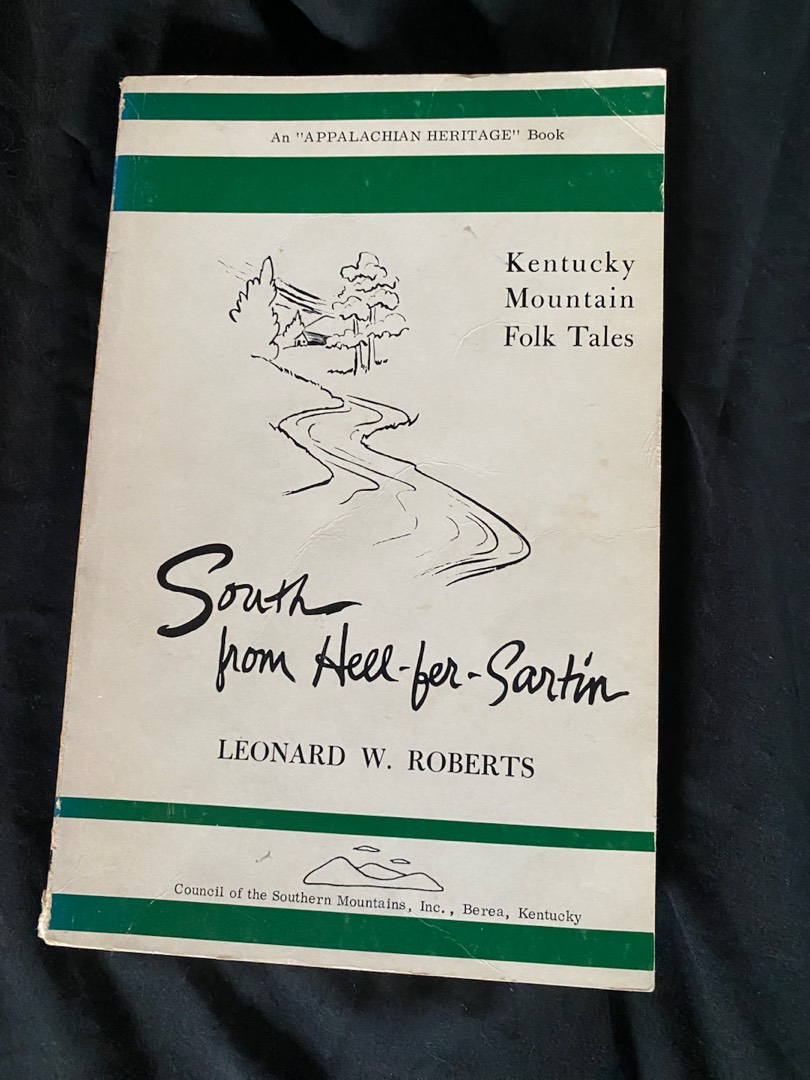 An "APPALACHIAN HERITAGE" Book
Kentucky
Mountain
Folk Tales
South
from Hell-fer-Sartin
LEONARD W. ROBERTS
Council of the Southern Mountains, Inc., Berea, Kentucky